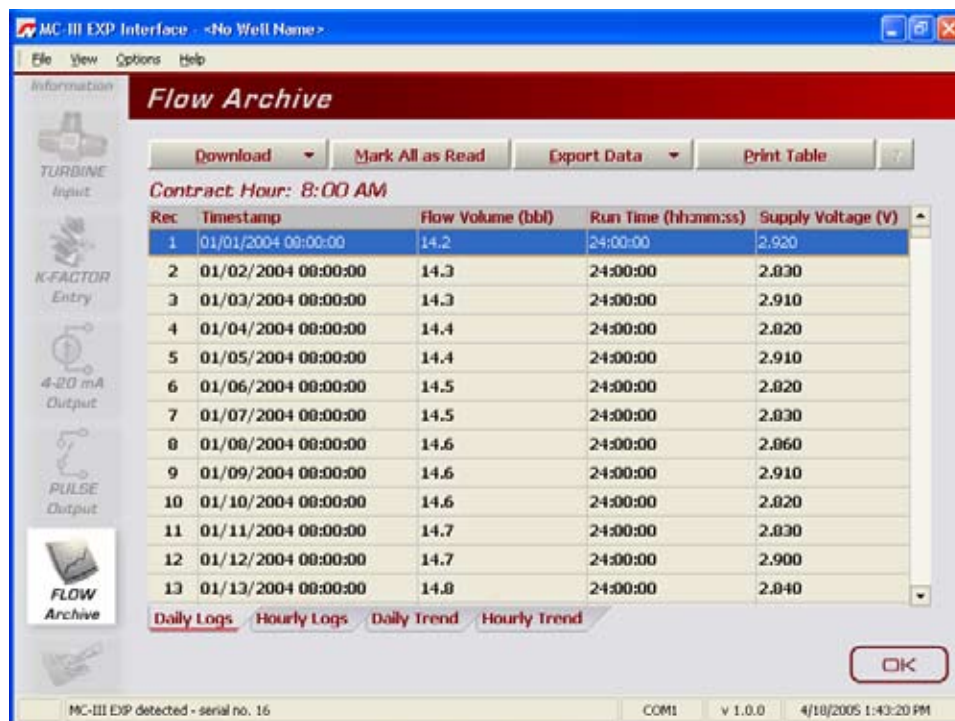 MC-III EXP Interface - <No Well Name>
File View Options Help
Information
TURBINE
Input
K-FACTOR
Entry
4-20 mA
Output
PULSE
Output
FLOW
Archive
Flow Archive
Download Mark All as Read Export Data Print Table
Contract Hour: 8:00 AM
Rec Timestamp Flow Volume (bbl) Run Time (hh:mm:ss) Supply Voltage (V)
1 01/01/2004 08:00:00 14.2 24:00:00 2.920
2 01/02/2004 08:00:00 14.3 24:00:00 2.830
3 01/03/2004 08:00:00 14.3 24:00:00 2.910
4 01/04/2004 08:00:00 14.4 24:00:00 2.820
5 01/05/2004 08:00:00 14.4 24:00:00 2.910
6 01/06/2004 08:00:00 14.5 24:00:00 2.820
7 01/07/2004 08:00:00 14.5 24:00:00 2.830
8 01/08/2004 08:00:00 14.6 24:00:00 2.860
9 01/09/2004 08:00:00 14.6 24:00:00 2.910
10 01/10/2004 08:00:00 14.6 24:00:00 2.820
11 01/11/2004 08:00:00 14.7 24:00:00 2.830
12 01/12/2004 08:00:00 14.7 24:00:00 2.900
13 01/13/2004 08:00:00 14.8 24:00:00 2.840
Daily Logs Hourly Logs Daily Trend Hourly Trend
OK
MC-III EXP detected - serial no. 16 COM1 v 1.0.0 4/18/2005 1:43:20 PM